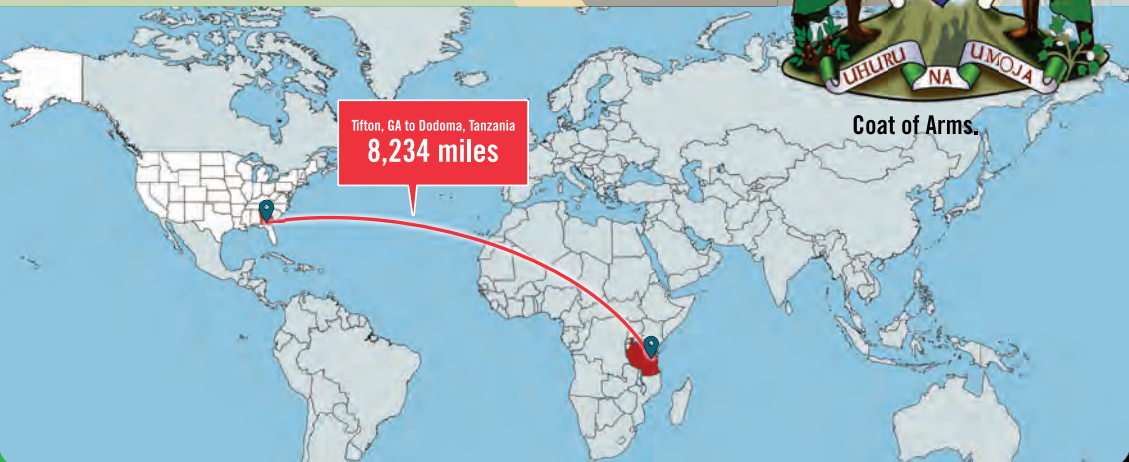 Tifton, GA to Dodoma, Tanzania
8,234 miles
UHURU NA UMOJA
Coat of Arms.